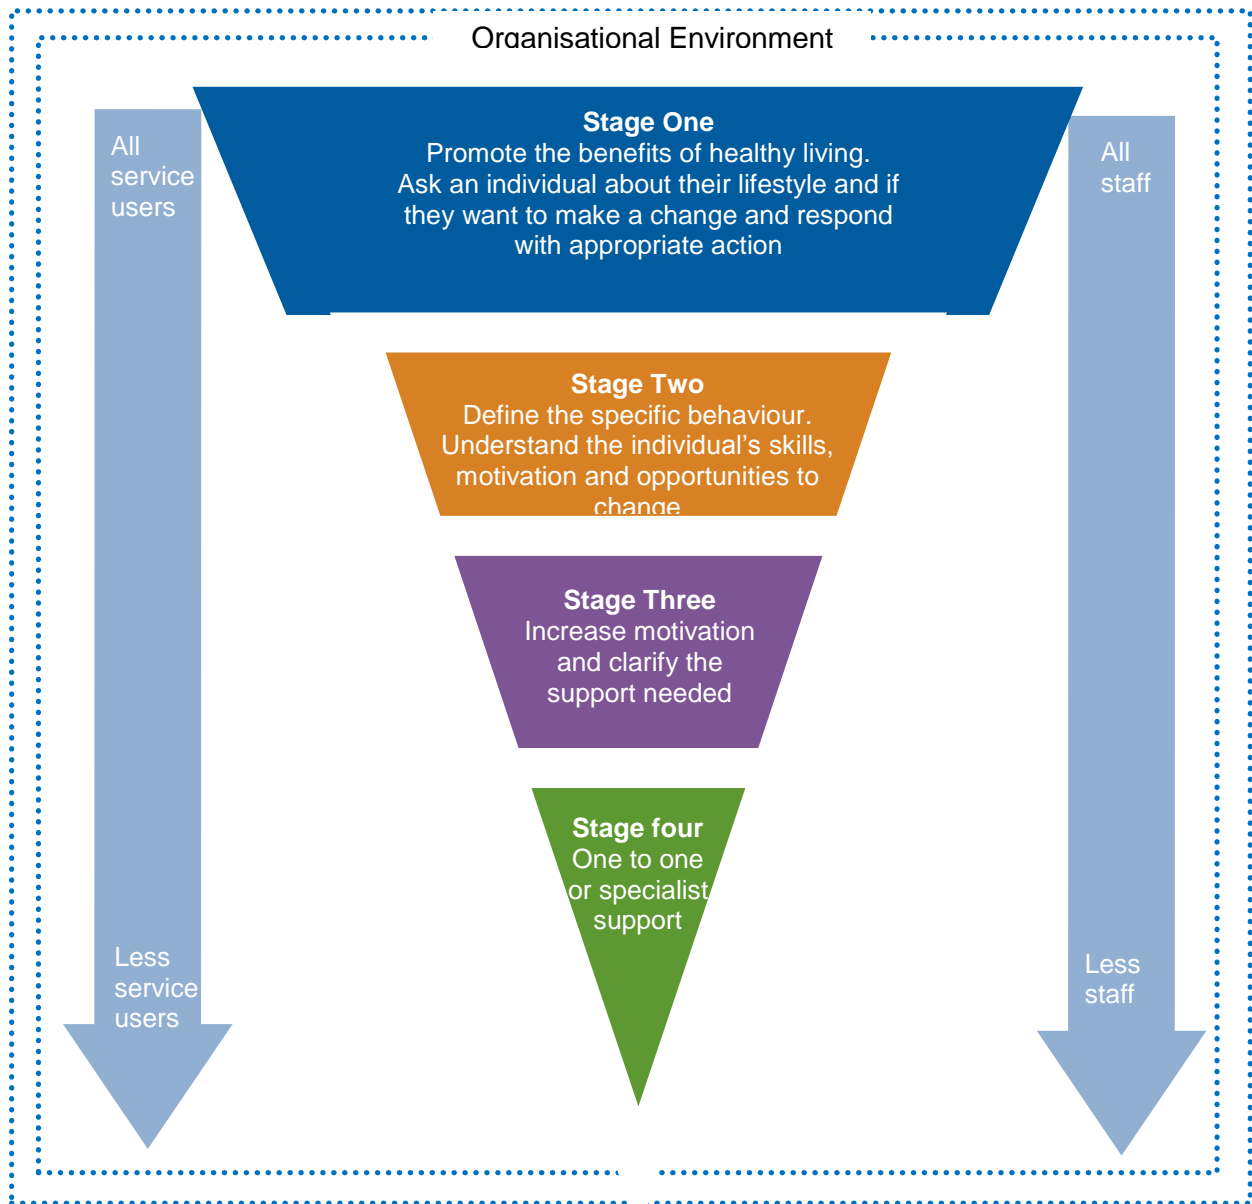 Organisational Environment
All
service
users
Stage One
Promote the benefits of healthy living.
Ask an individual about their lifestyle and if
they want to make a change and respond
with appropriate action
All
staff
Stage Two
Define the specific behaviour.
Understand the individual’s skills,
motivation and opportunities to
change
Stage Three
Increase motivation
and clarify the
support needed
Stage four
One to one
or specialist
support
Less
service
users
Less
staff